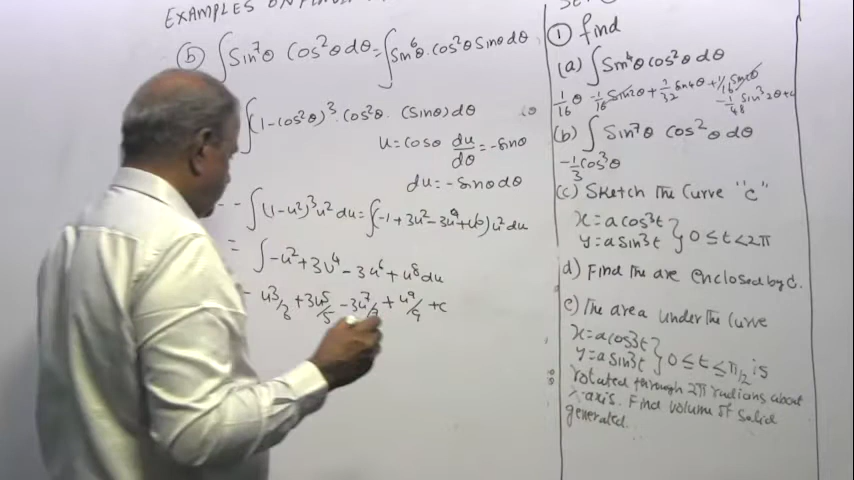 EXAMPLES ON
(b) ∫ Sin⁷θ Cos²θ dθ = ∫ Sin⁶θ. cos²θ Sinθ dθ
∫ (1-cos²θ)³. cos²θ. (sinθ) dθ
u = cosθ du/dθ = -sinθ
du = -sinθ dθ
- ∫ (1-u²)³ u² du = ∫ (-1 + 3u² - 3u⁴ + u⁶) u² du
= ∫ -u² + 3u⁴ - 3u⁶ + u⁸ du
- u³/3 + 3u⁵/5 - 3u⁷/7 + u⁹/9 + c
① find
(a) ∫ Sin⁴θ cos²θ dθ
1/16 θ - 1/16 Sin2θ + 1/32 sin4θ + 1/16
- 1/48 Sin³2θ + c
(b) ∫ Sin⁷θ Cos²θ dθ
- 1/3 cos³θ
(c) Sketch the Curve "C"
x = a cos³t
y = a sin³t } 0 ≤ t < 2π
d) Find the are enclosed by C.
e) The area under the Curve
x = a cos³t
y = a sin³t } 0 ≤ t ≤ π/2 is
rotated through 2π radians about
x-axis. Find volume of solid
generated.